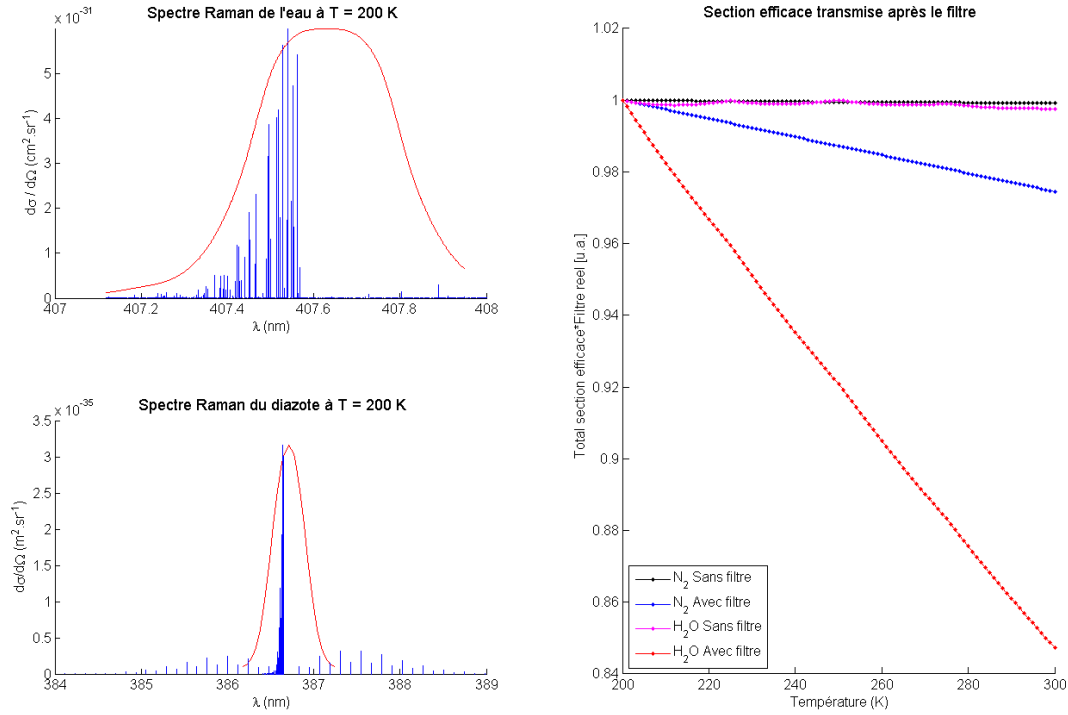 Spectre Raman de l'eau à T = 200 K
x 10^-31
6
5
4
3
2
1
0
dσ / dΩ (cm².sr⁻¹)
407
407.2
407.4
407.6
407.8
408
λ (nm)
Spectre Raman du diazote à T = 200 K
x 10^-35
3.5
3
2.5
2
1.5
1
0.5
0
dσ/dΩ (m².sr⁻¹)
384
385
386
387
388
389
λ (nm)
Section efficace transmise après le filtre
1.02
1
0.98
0.96
0.94
0.92
0.9
0.88
0.86
0.84
Total section efficace*Filtre reel [u.a.]
N₂ Sans filtre
N₂ Avec filtre
H₂O Sans filtre
H₂O Avec filtre
200
220
240
260
280
300
Température (K)